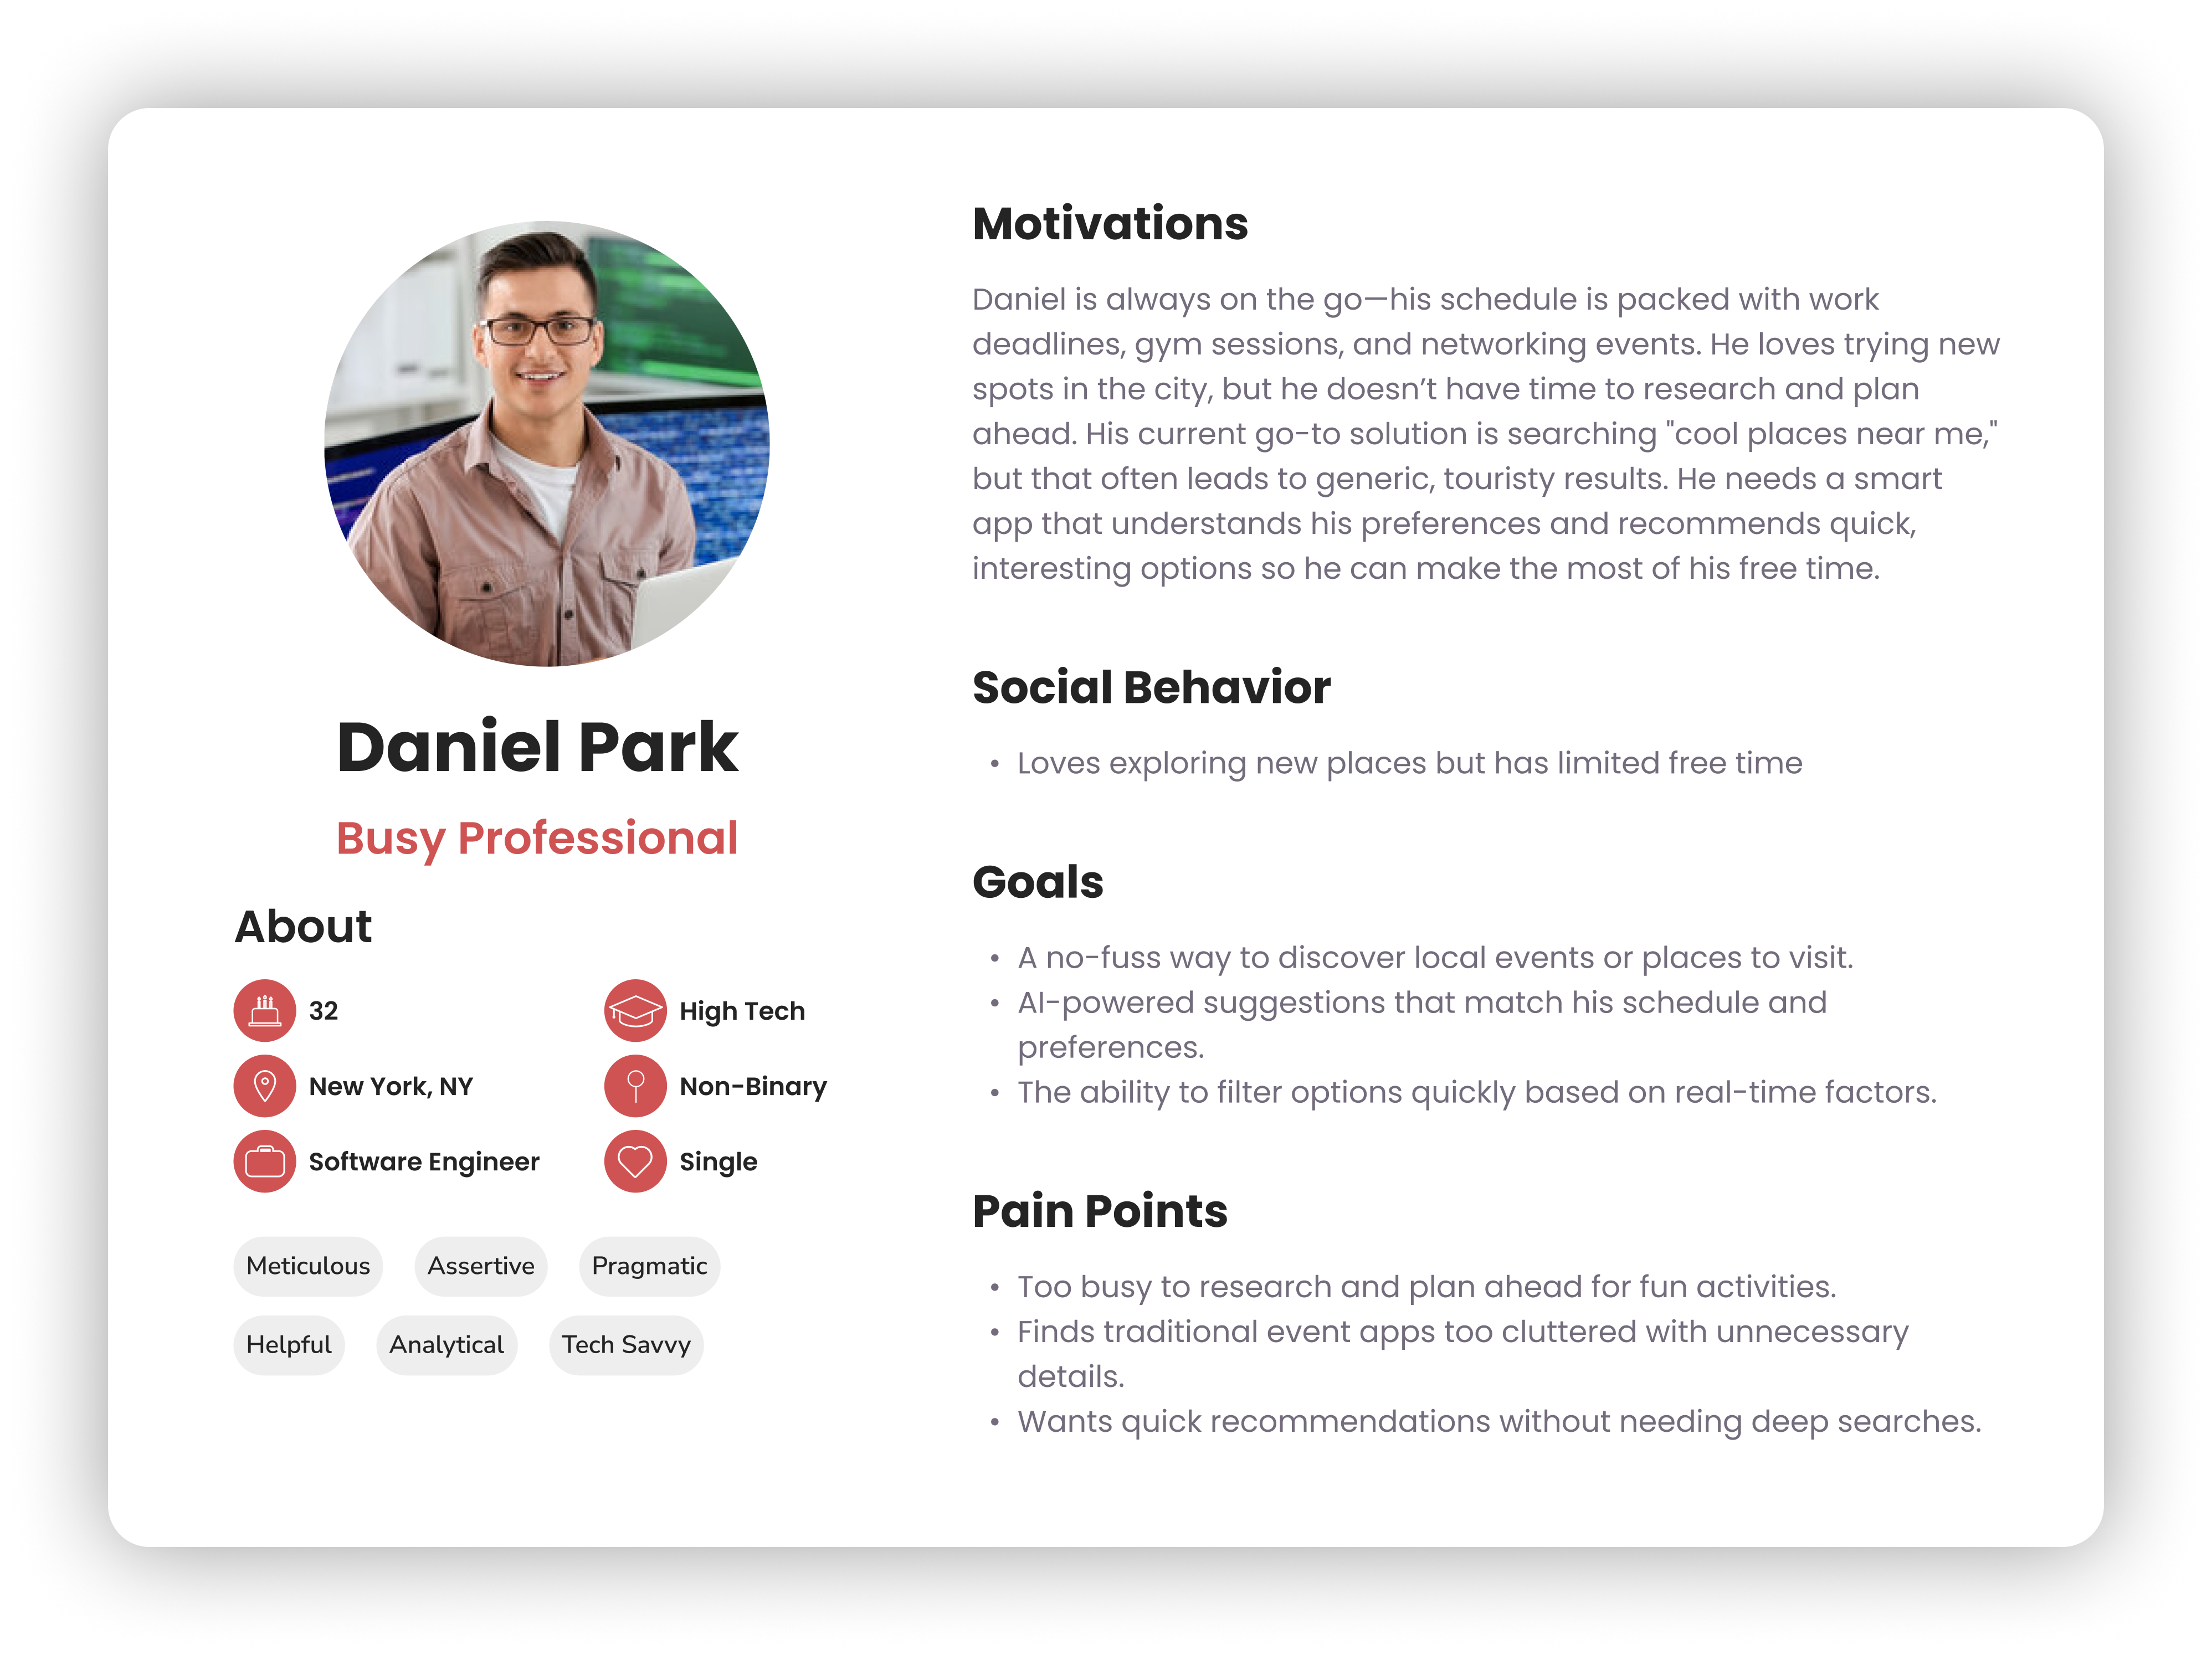 Daniel Park
Busy Professional
About
32
High Tech
New York, NY
Non-Binary
Software Engineer
Single
Meticulous
Assertive
Pragmatic
Helpful
Analytical
Tech Savvy
Motivations
Daniel is always on the go—his schedule is packed with work
deadlines, gym sessions, and networking events. He loves trying new
spots in the city, but he doesn’t have time to research and plan
ahead. His current go-to solution is searching "cool places near me,"
but that often leads to generic, touristy results. He needs a smart
app that understands his preferences and recommends quick,
interesting options so he can make the most of his free time.
Social Behavior
• Loves exploring new places but has limited free time
Goals
• A no-fuss way to discover local events or places to visit.
• AI-powered suggestions that match his schedule and
preferences.
• The ability to filter options quickly based on real-time factors.
Pain Points
• Too busy to research and plan ahead for fun activities.
• Finds traditional event apps too cluttered with unnecessary
details.
• Wants quick recommendations without needing deep searches.